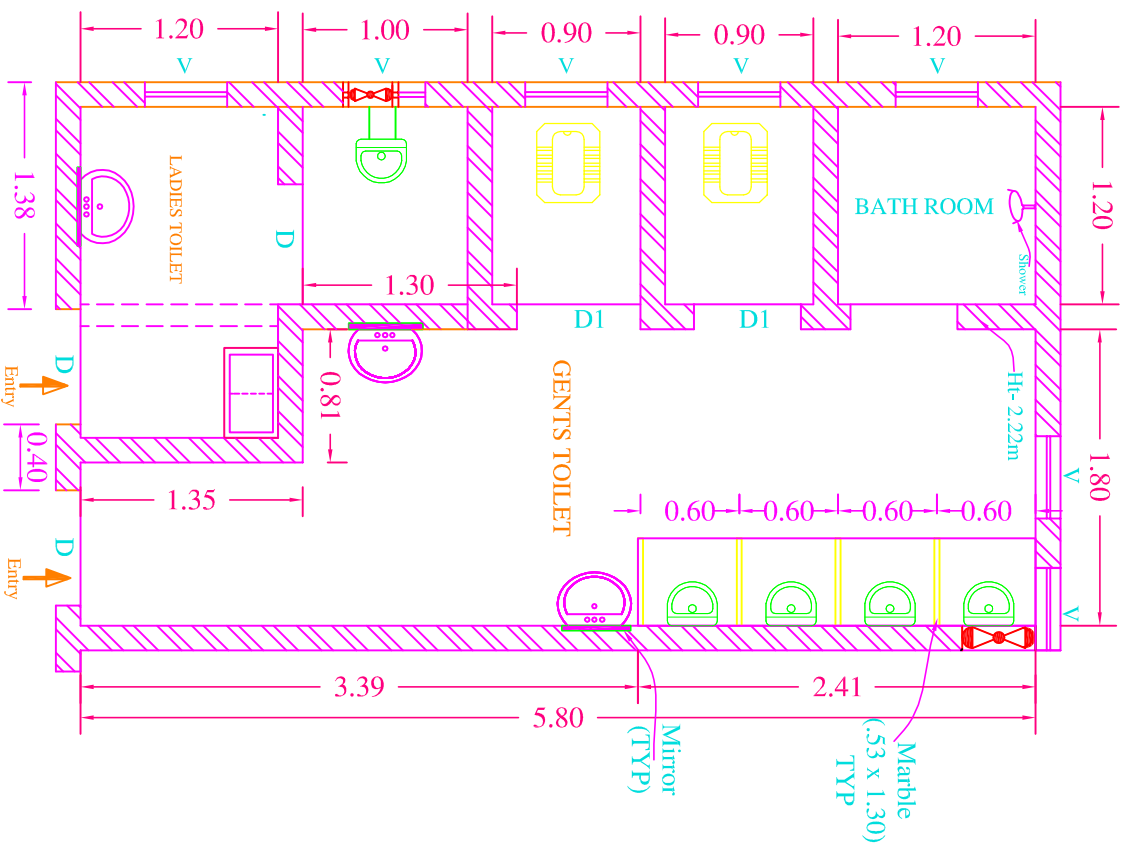 1.20
1.00
0.90
0.90
1.20
V
V
V
V
V
1.38
LADIES TOILET
D
BATH ROOM
Shower
1.20
1.30
D1
D1
D
Entry
0.81
GENTS TOILET
Ht- 2.22m
0.40
1.35
1.80
V
0.60
0.60
0.60
0.60
D
Entry
V
3.39
2.41
5.80
Mirror
(TYP)
Marble
(.53 x 1.30)
TYP